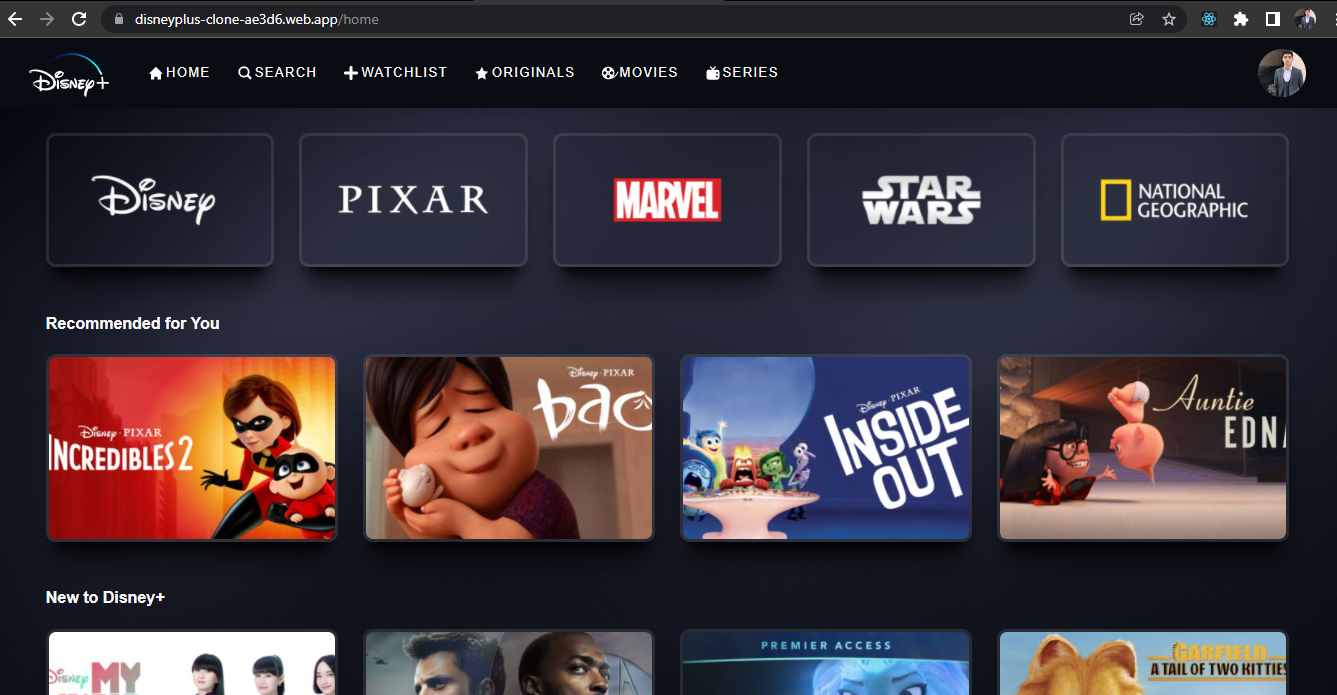 disneyplus-clone-ae3d6.web.app/home
Disney+
HOME
SEARCH
WATCHLIST
ORIGINALS
MOVIES
SERIES
Disney
PIXAR
MARVEL
STAR
WARS
NATIONAL
GEOGRAPHIC
Recommended for You
Disney · PIXAR
INCREDIBLES 2
Disney · PIXAR
bao
Disney · PIXAR
INSIDE
OUT
Auntie
EDNA
New to Disney+
Disney
MY
PREMIER ACCESS
GARFIELD
A TAIL OF TWO KITTIES